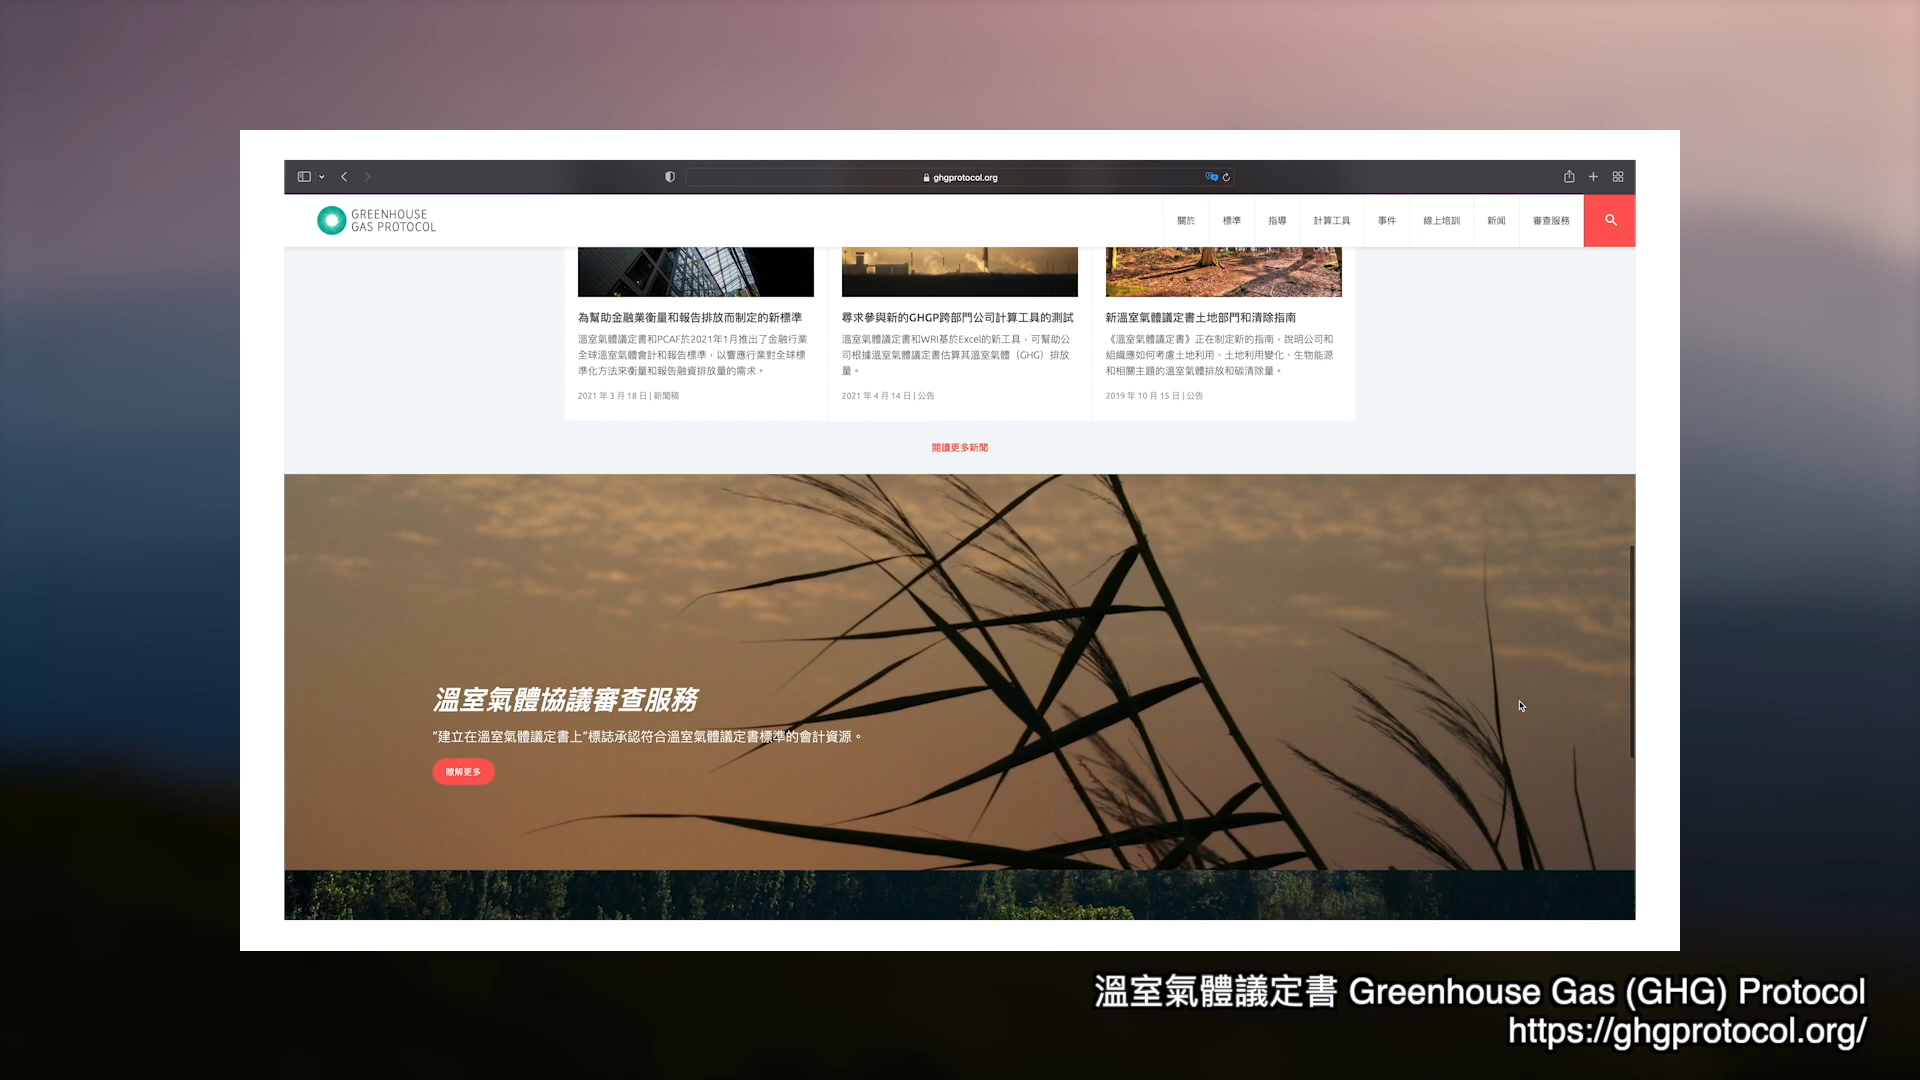 ghgprotocol.org
GREENHOUSE
GAS PROTOCOL
關於
標準
指導
計算工具
事件
線上培訓
新闻
審查服務
為幫助金融業衡量和報告排放而制定的新標準
溫室氣體議定書和PCAF於2021年1月推出了金融行業
全球溫室氣體會計和報告標準，以響應行業對全球標
準化方法來衡量和報告融資排放量的需求。
2021 年 3 月 18 日 | 新聞稿
尋求參與新的GHGP跨部門公司計算工具的測試
溫室氣體議定書和WRI基於Excel的新工具，可幫助公
司根據溫室氣體議定書估算其溫室氣體（GHG）排放
量。
2021 年 4 月 14 日 | 公告
新溫室氣體議定書土地部門和清除指南
《溫室氣體議定書》正在制定新的指南，說明公司和
組織應如何考慮土地利用、土地利用變化、生物能源
和相關主題的溫室氣體排放和碳清除量。
2019 年 10 月 15 日 | 公告
閱讀更多新聞
溫室氣體協議審查服務
“建立在溫室氣體議定書上”標誌承認符合溫室氣體議定書標準的會計資源。
瞭解更多
溫室氣體議定書 Greenhouse Gas (GHG) Protocol
https://ghgprotocol.org/